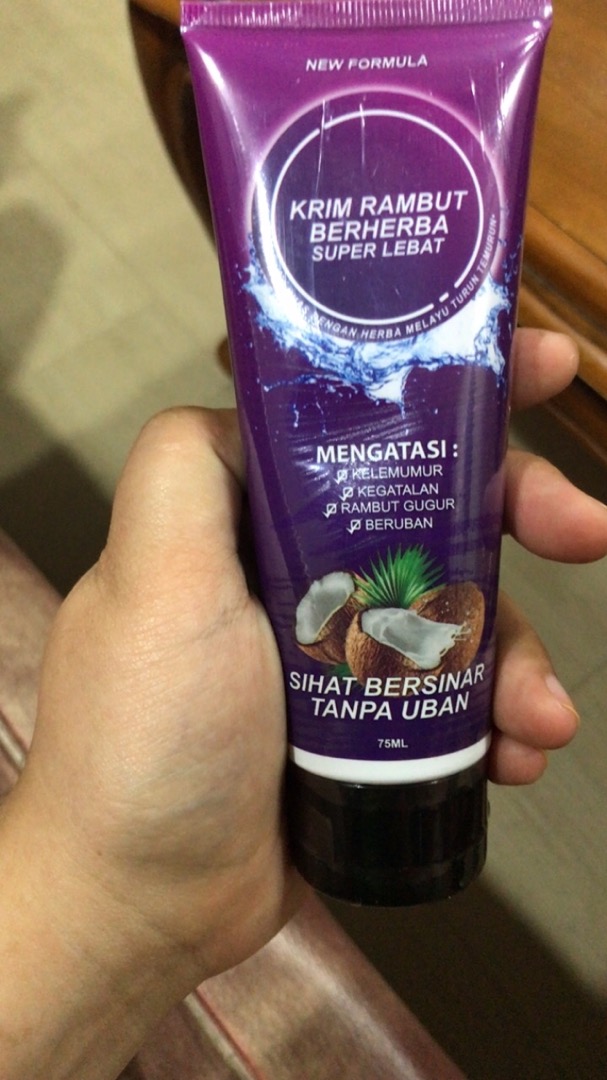 NEW FORMULA
KRIM RAMBUT
BERHERBA
SUPER LEBAT
DENGAN HERBA MELAYU TURUN TEMURUN*
MENGATASI :
KELEMUMUR
KEGATALAN
RAMBUT GUGUR
BERUBAN
SIHAT BERSINAR
TANPA UBAN
75ML